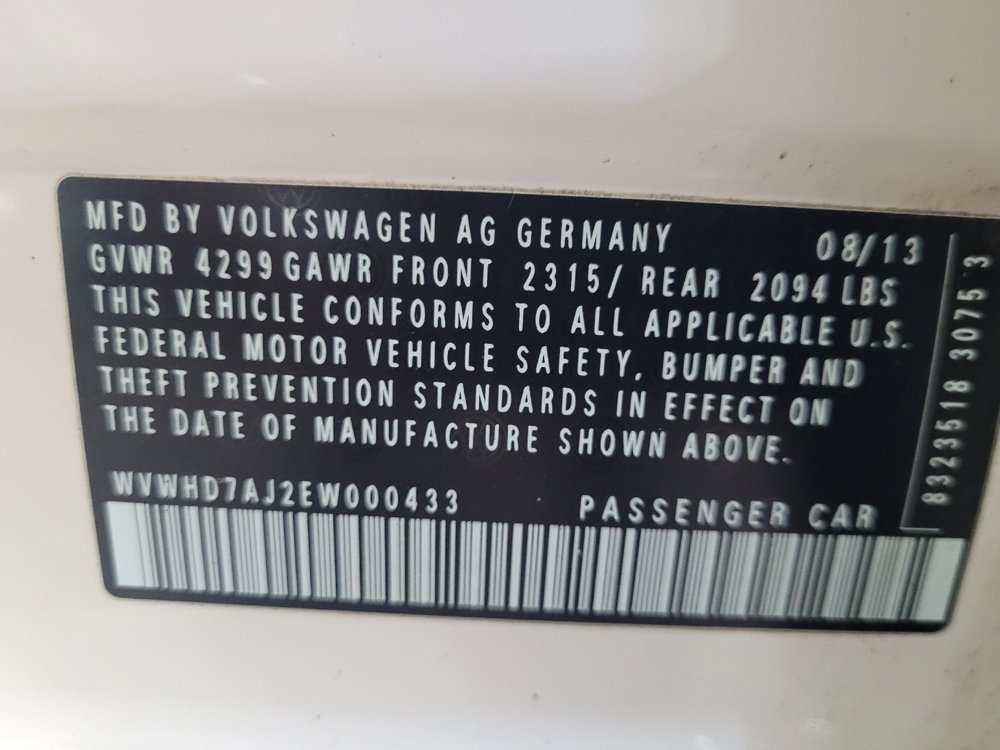 MFD BY VOLKSWAGEN AG GERMANY 08/13
GVWR 4299 GAWR FRONT 2315/ REAR 2094 LBS
THIS VEHICLE CONFORMS TO ALL APPLICABLE U.S.
FEDERAL MOTOR VEHICLE SAFETY, BUMPER AND
THEFT PREVENTION STANDARDS IN EFFECT ON
THE DATE OF MANUFACTURE SHOWN ABOVE.
WVWHD7AJ2EW000433 PASSENGER CAR
8323518 3075 3